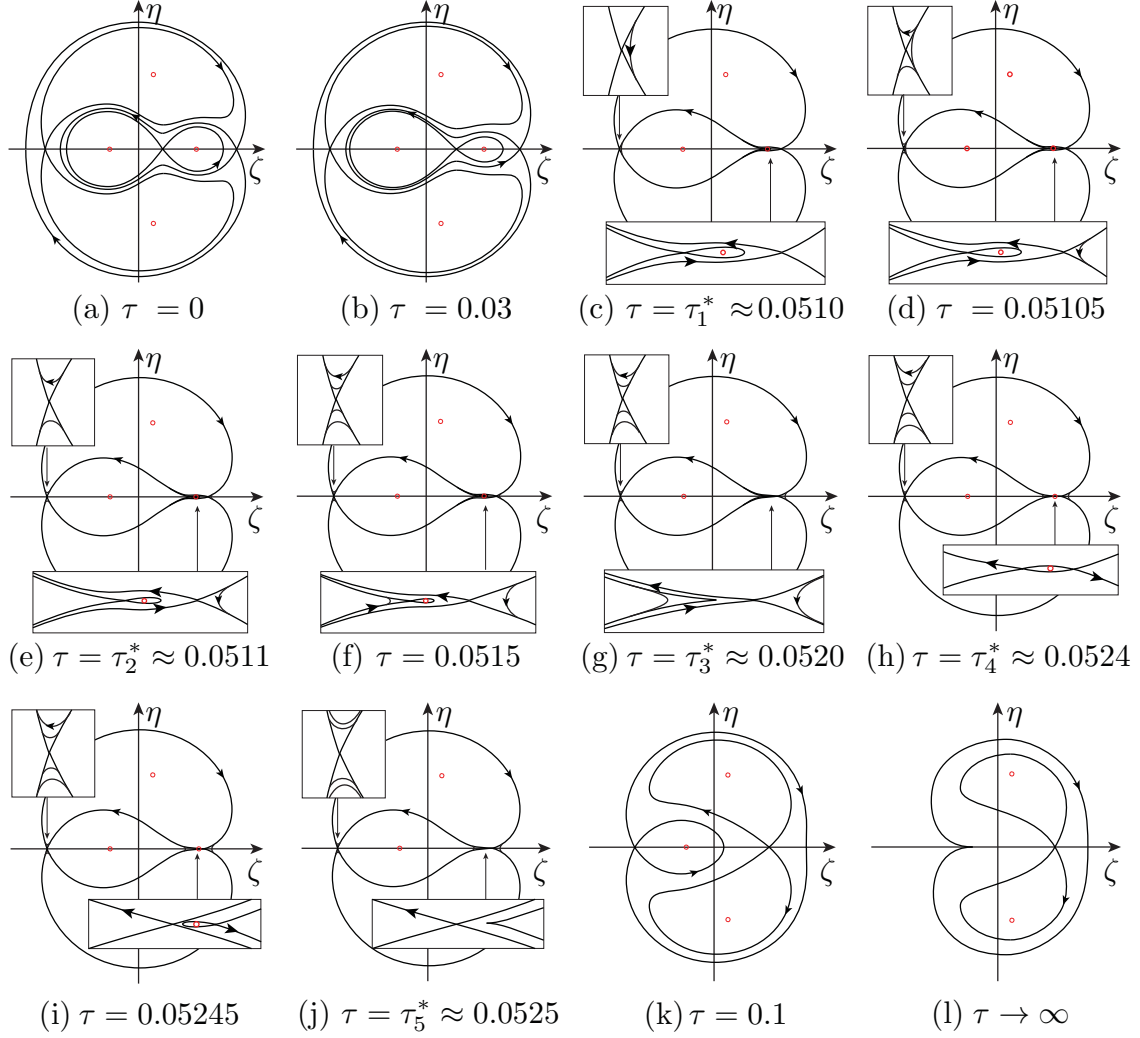 η η η η
ζ ζ ζ ζ
(a) τ = 0 (b) τ = 0.03 (c) τ = τ₁* ≈0.0510 (d) τ = 0.05105
η η η η
ζ ζ ζ ζ
(e) τ = τ₂* ≈ 0.0511 (f) τ = 0.0515 (g) τ = τ₃* ≈ 0.0520 (h) τ = τ₄* ≈ 0.0524
η η η η
ζ ζ ζ ζ
(i) τ = 0.05245 (j) τ = τ₅* ≈ 0.0525 (k) τ = 0.1 (l) τ → ∞